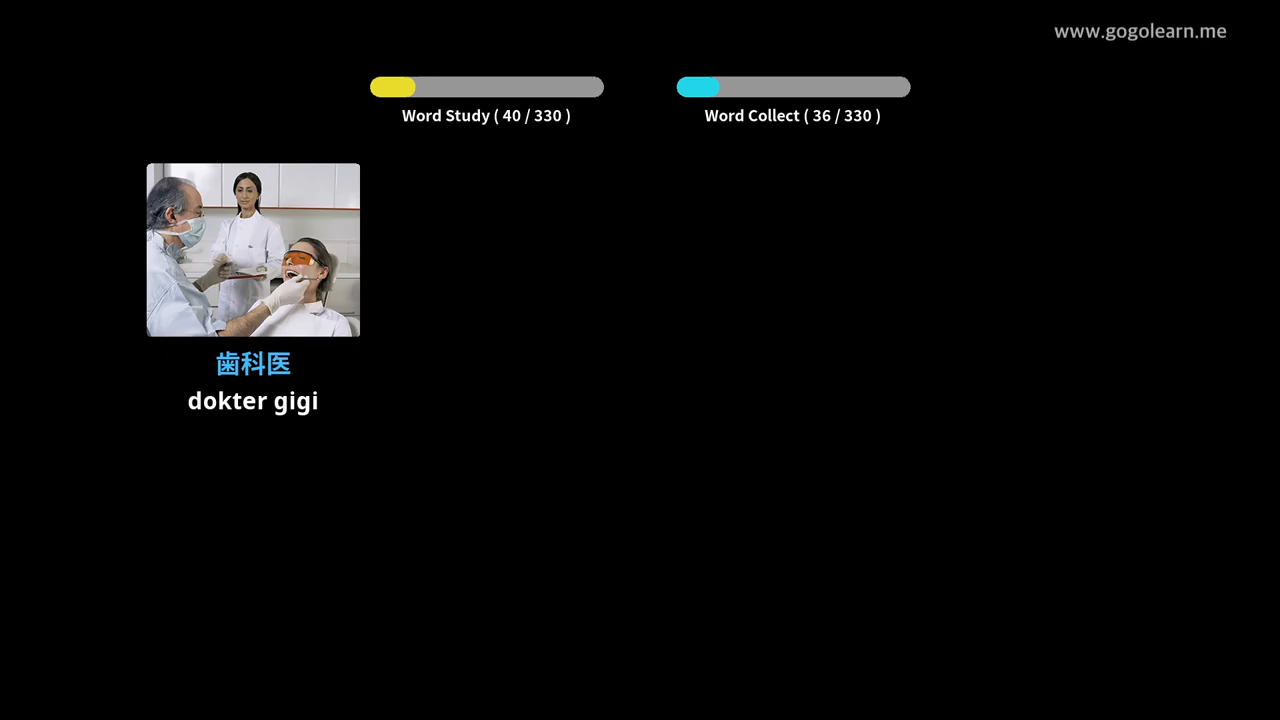 www.gogolearn.me
Word Study ( 40 / 330 )
Word Collect ( 36 / 330 )
歯科医
dokter gigi